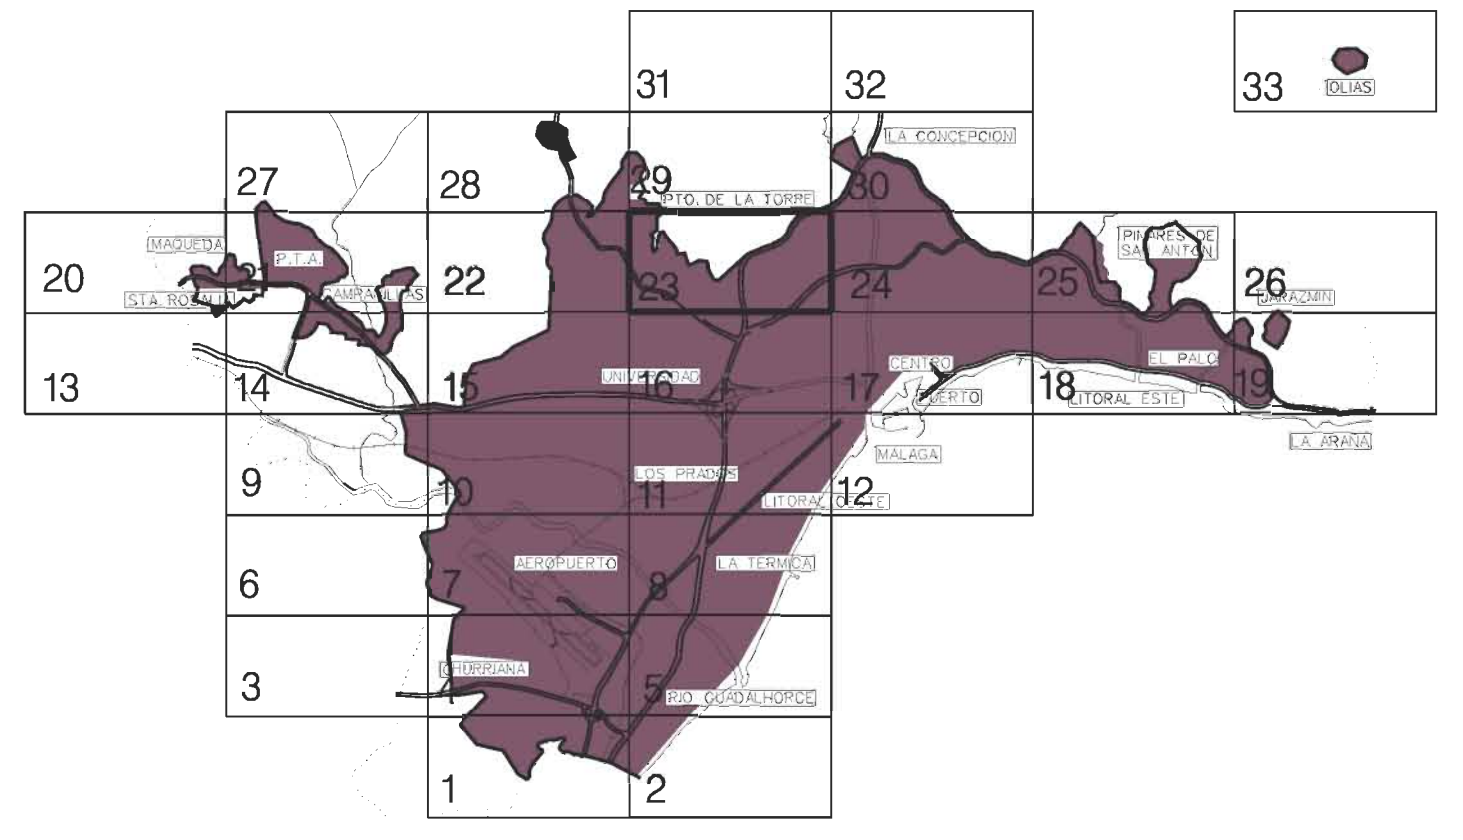 31
32
33
OLIAS
LA CONCEPCION
27
28
29
PTO. DE LA TORRE
30
MAQUEDA
P.T.A.
PINARES DE
SAN ANTON
20
STA. ROSALIA
CAMPANILLAS
22
23
24
25
26
JARAZMIN
UNIVERSIDAD
CENTRO
EL PALO
13
14
15
16
17
PUERTO
18
LITORAL ESTE
19
LA ARAÑA
MALAGA
LOS PRADOS
9
10
11
LITORAL OESTE
12
AEROPUERTO
LA TERMICA
6
7
8
CHURRIANA
3
5
RIO GUADALHORCE
1
2